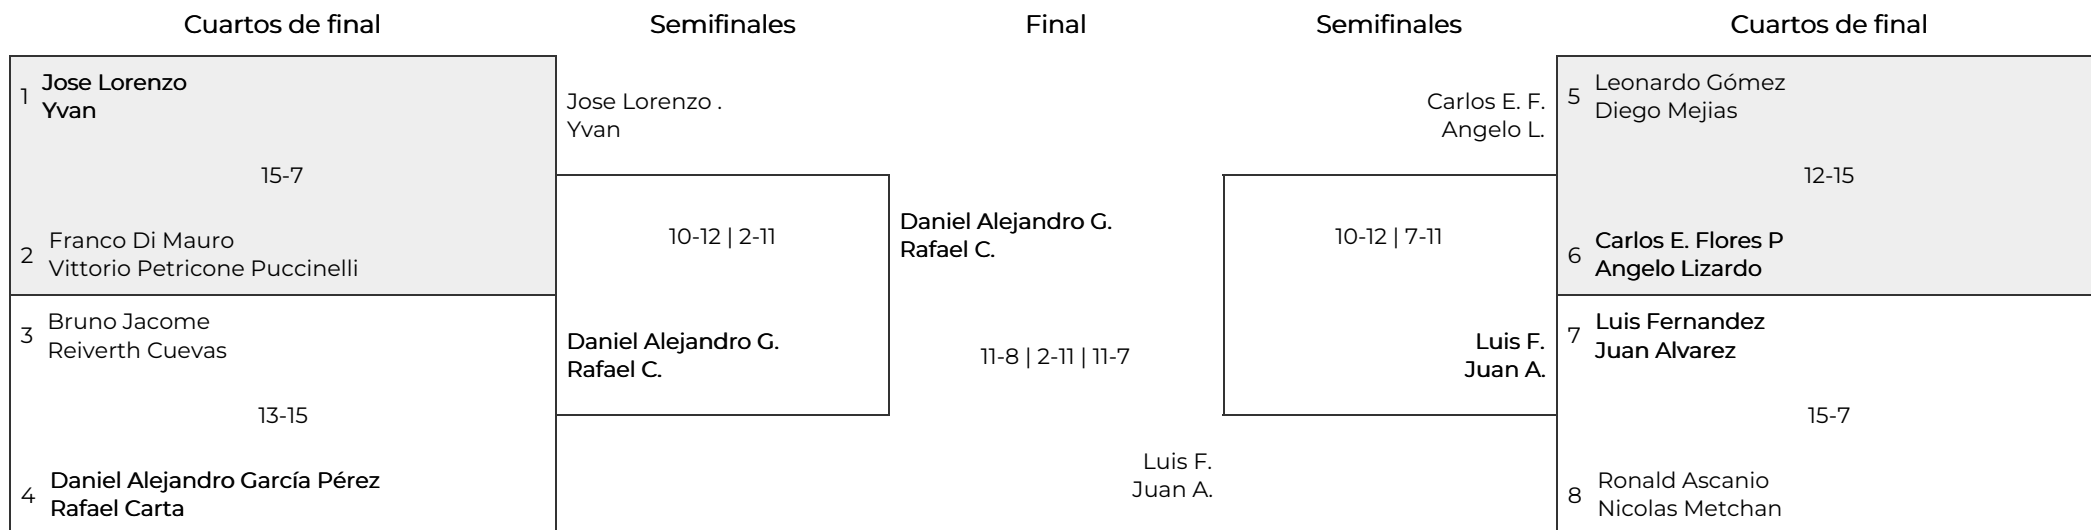 Cuartos de final
Semifinales
Final
Semifinales
Cuartos de final
1
Jose Lorenzo
Yvan
15-7
2
Franco Di Mauro
Vittorio Petricone Puccinelli
3
Bruno Jacome
Reiverth Cuevas
13-15
4
Daniel Alejandro García Pérez
Rafael Carta
Jose Lorenzo .
Yvan
10-12 | 2-11
Daniel Alejandro G.
Rafael C.
Daniel Alejandro G.
Rafael C.
11-8 | 2-11 | 11-7
Luis F.
Juan A.
Carlos E. F.
Angelo L.
10-12 | 7-11
Luis F.
Juan A.
5
Leonardo Gómez
Diego Mejias
12-15
6
Carlos E. Flores P
Angelo Lizardo
7
Luis Fernandez
Juan Alvarez
15-7
8
Ronald Ascanio
Nicolas Metchan